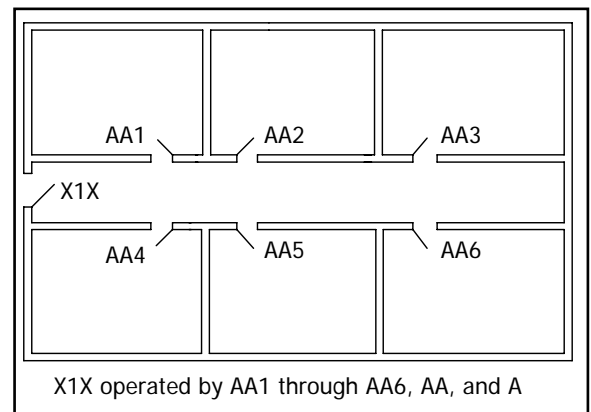 AA1
AA2
AA3
X1X
AA4
AA5
AA6
X1X operated by AA1 through AA6, AA, and A